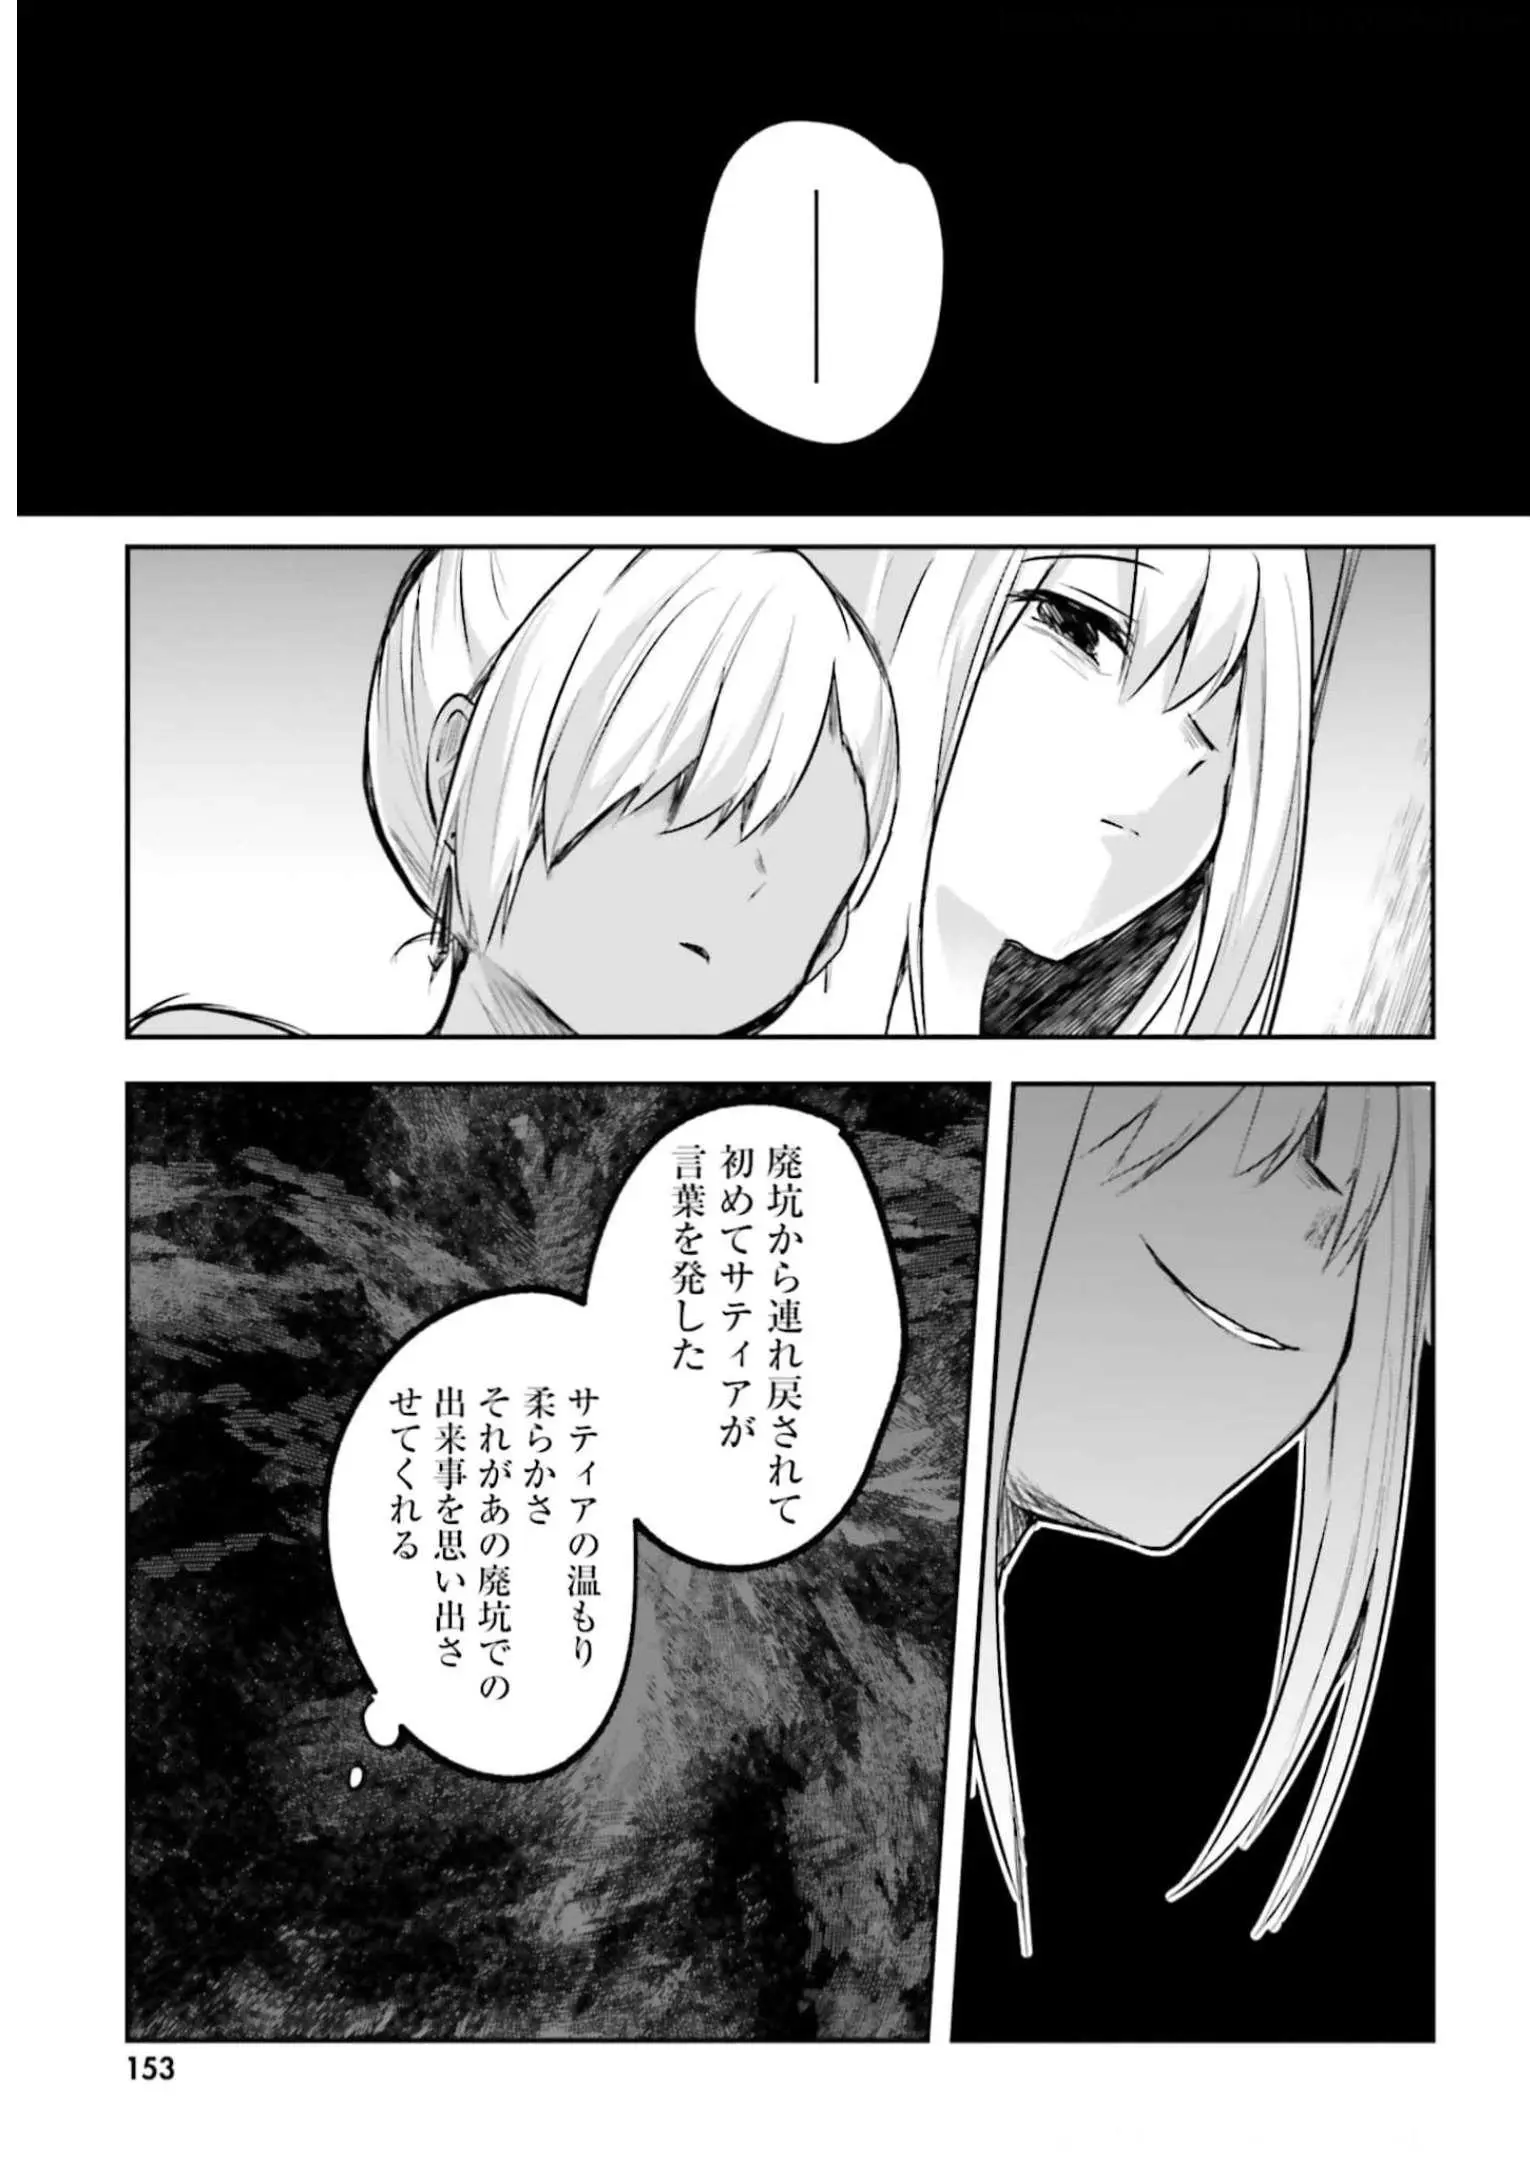 ―
廃坑から連れ戻されて
初めてサティアが
言葉を発した
サティアの温もり
柔らかさ
それがあの廃坑での
出来事を思い出さ
せてくれる
153